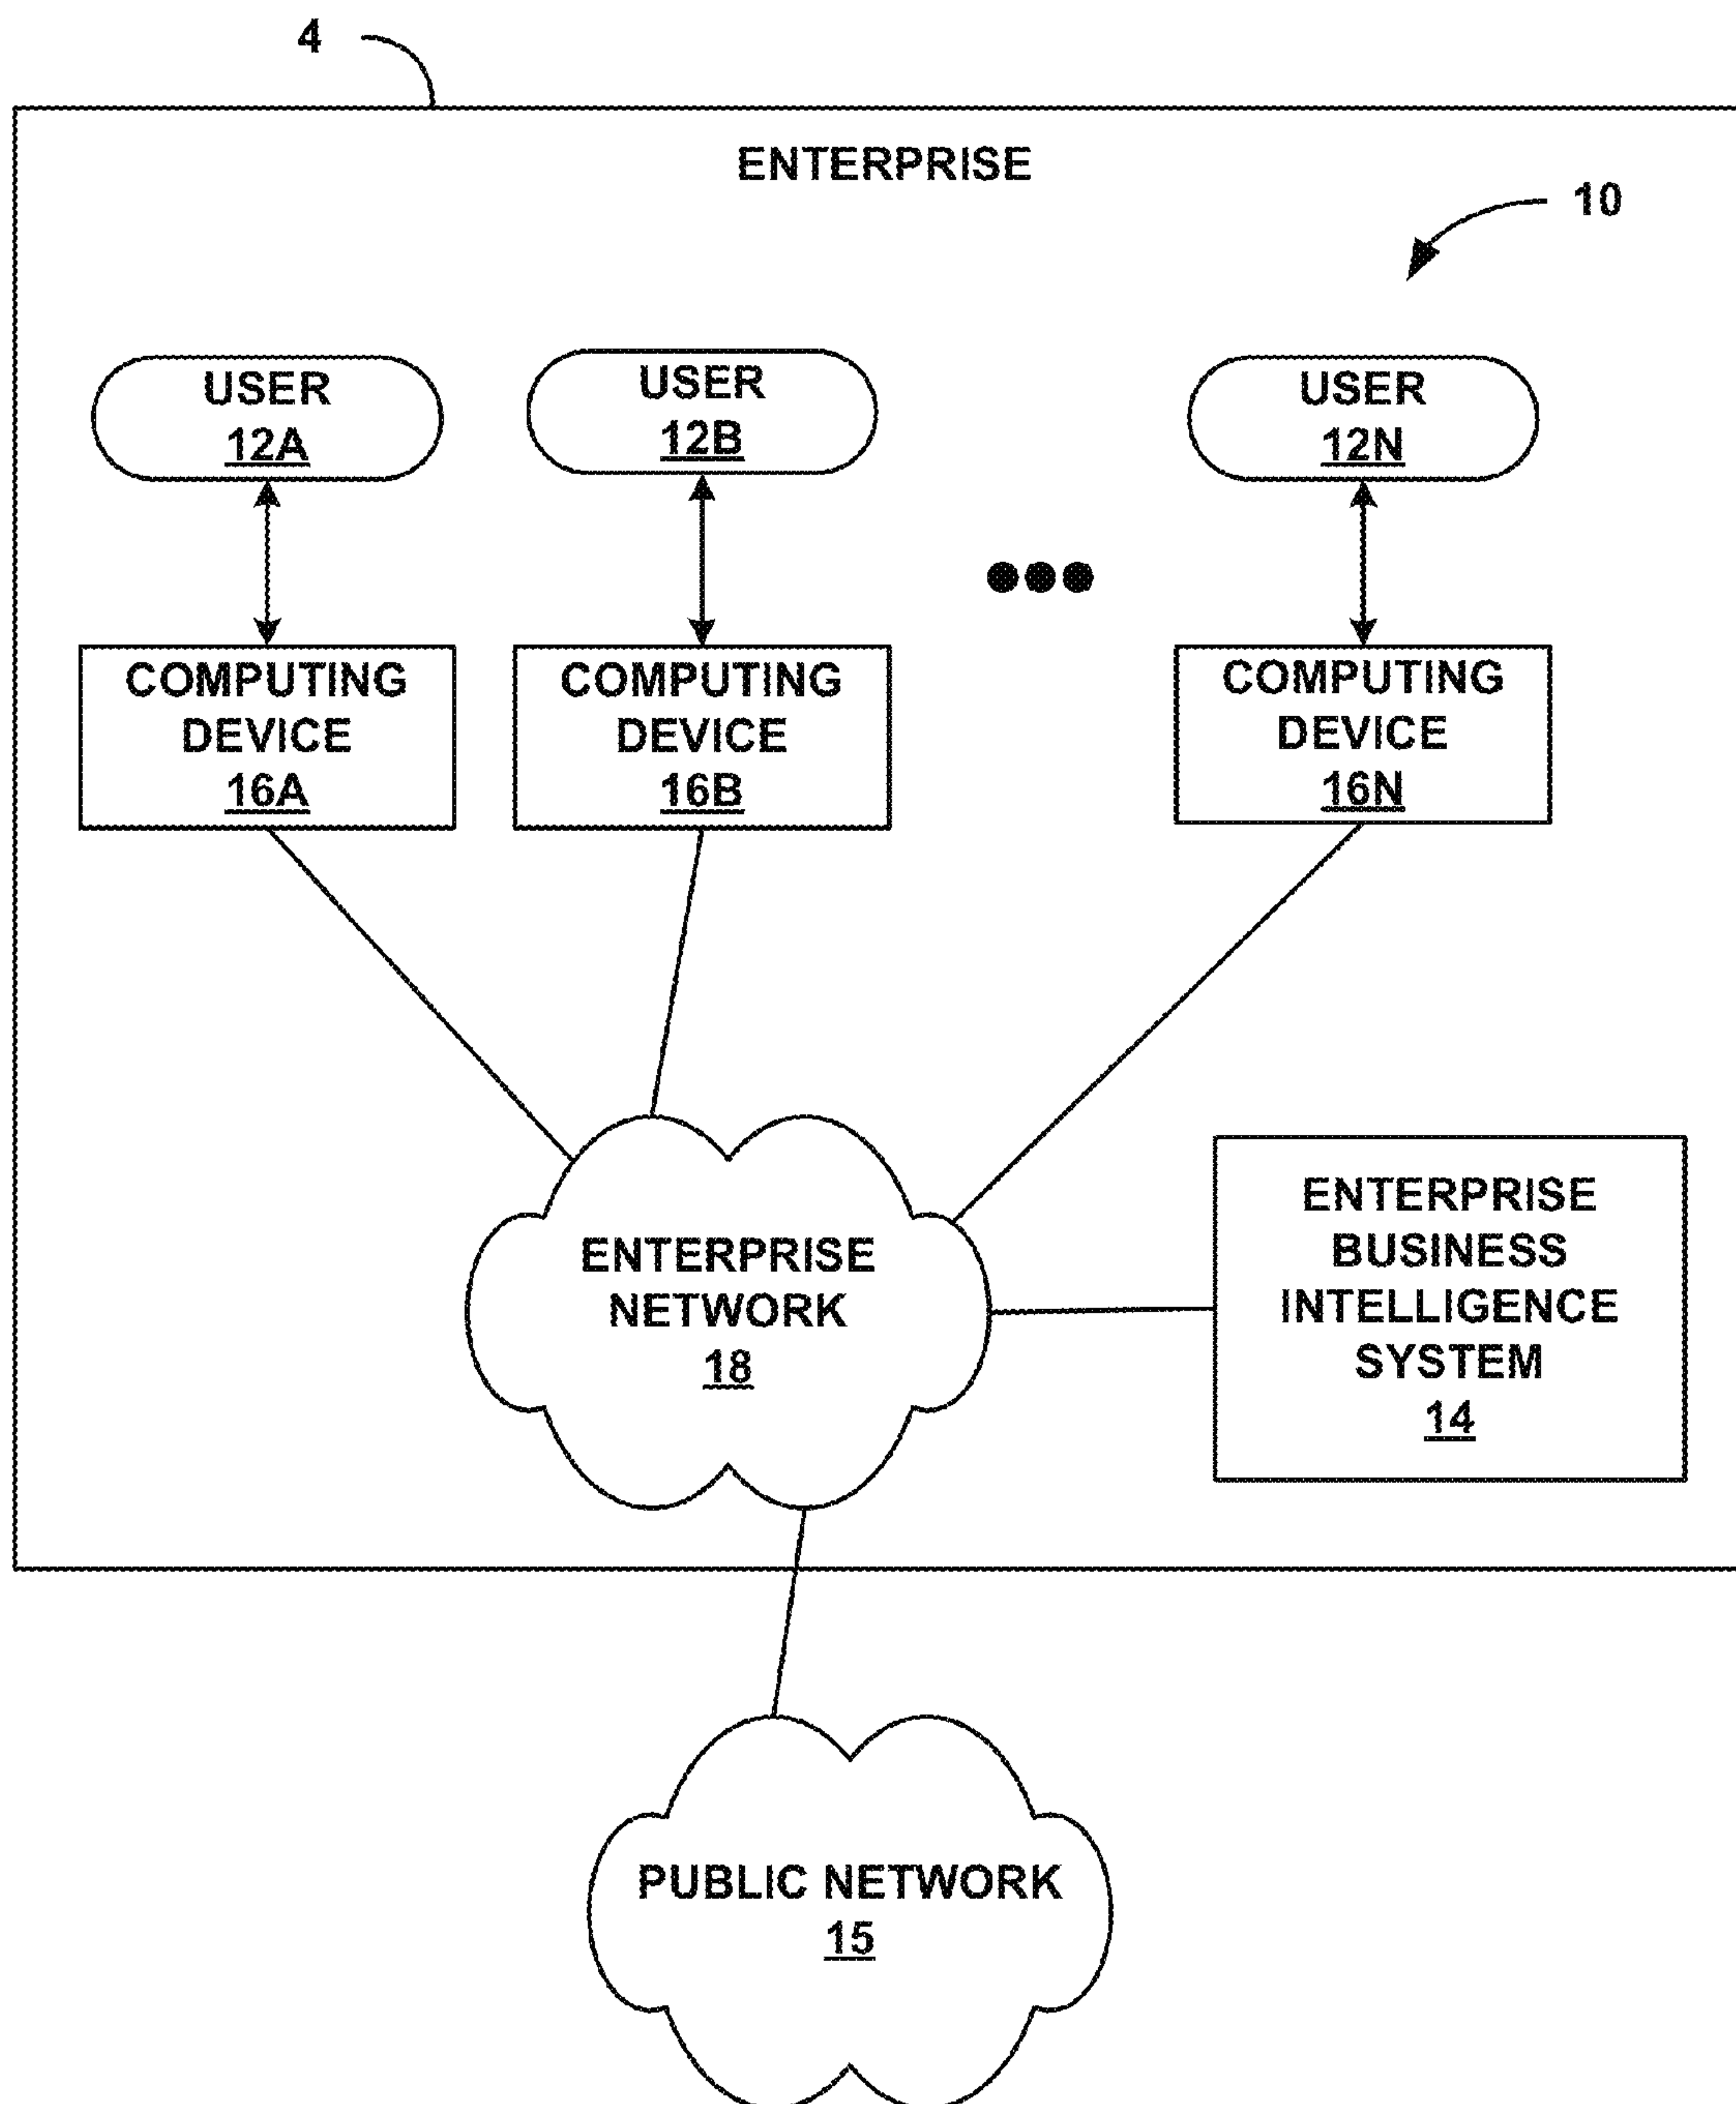 4
ENTERPRISE
10
USER
12A
USER
12B
USER
12N
COMPUTING
DEVICE
16A
COMPUTING
DEVICE
16B
COMPUTING
DEVICE
16N
ENTERPRISE
NETWORK
18
ENTERPRISE
BUSINESS
INTELLIGENCE
SYSTEM
14
PUBLIC NETWORK
15